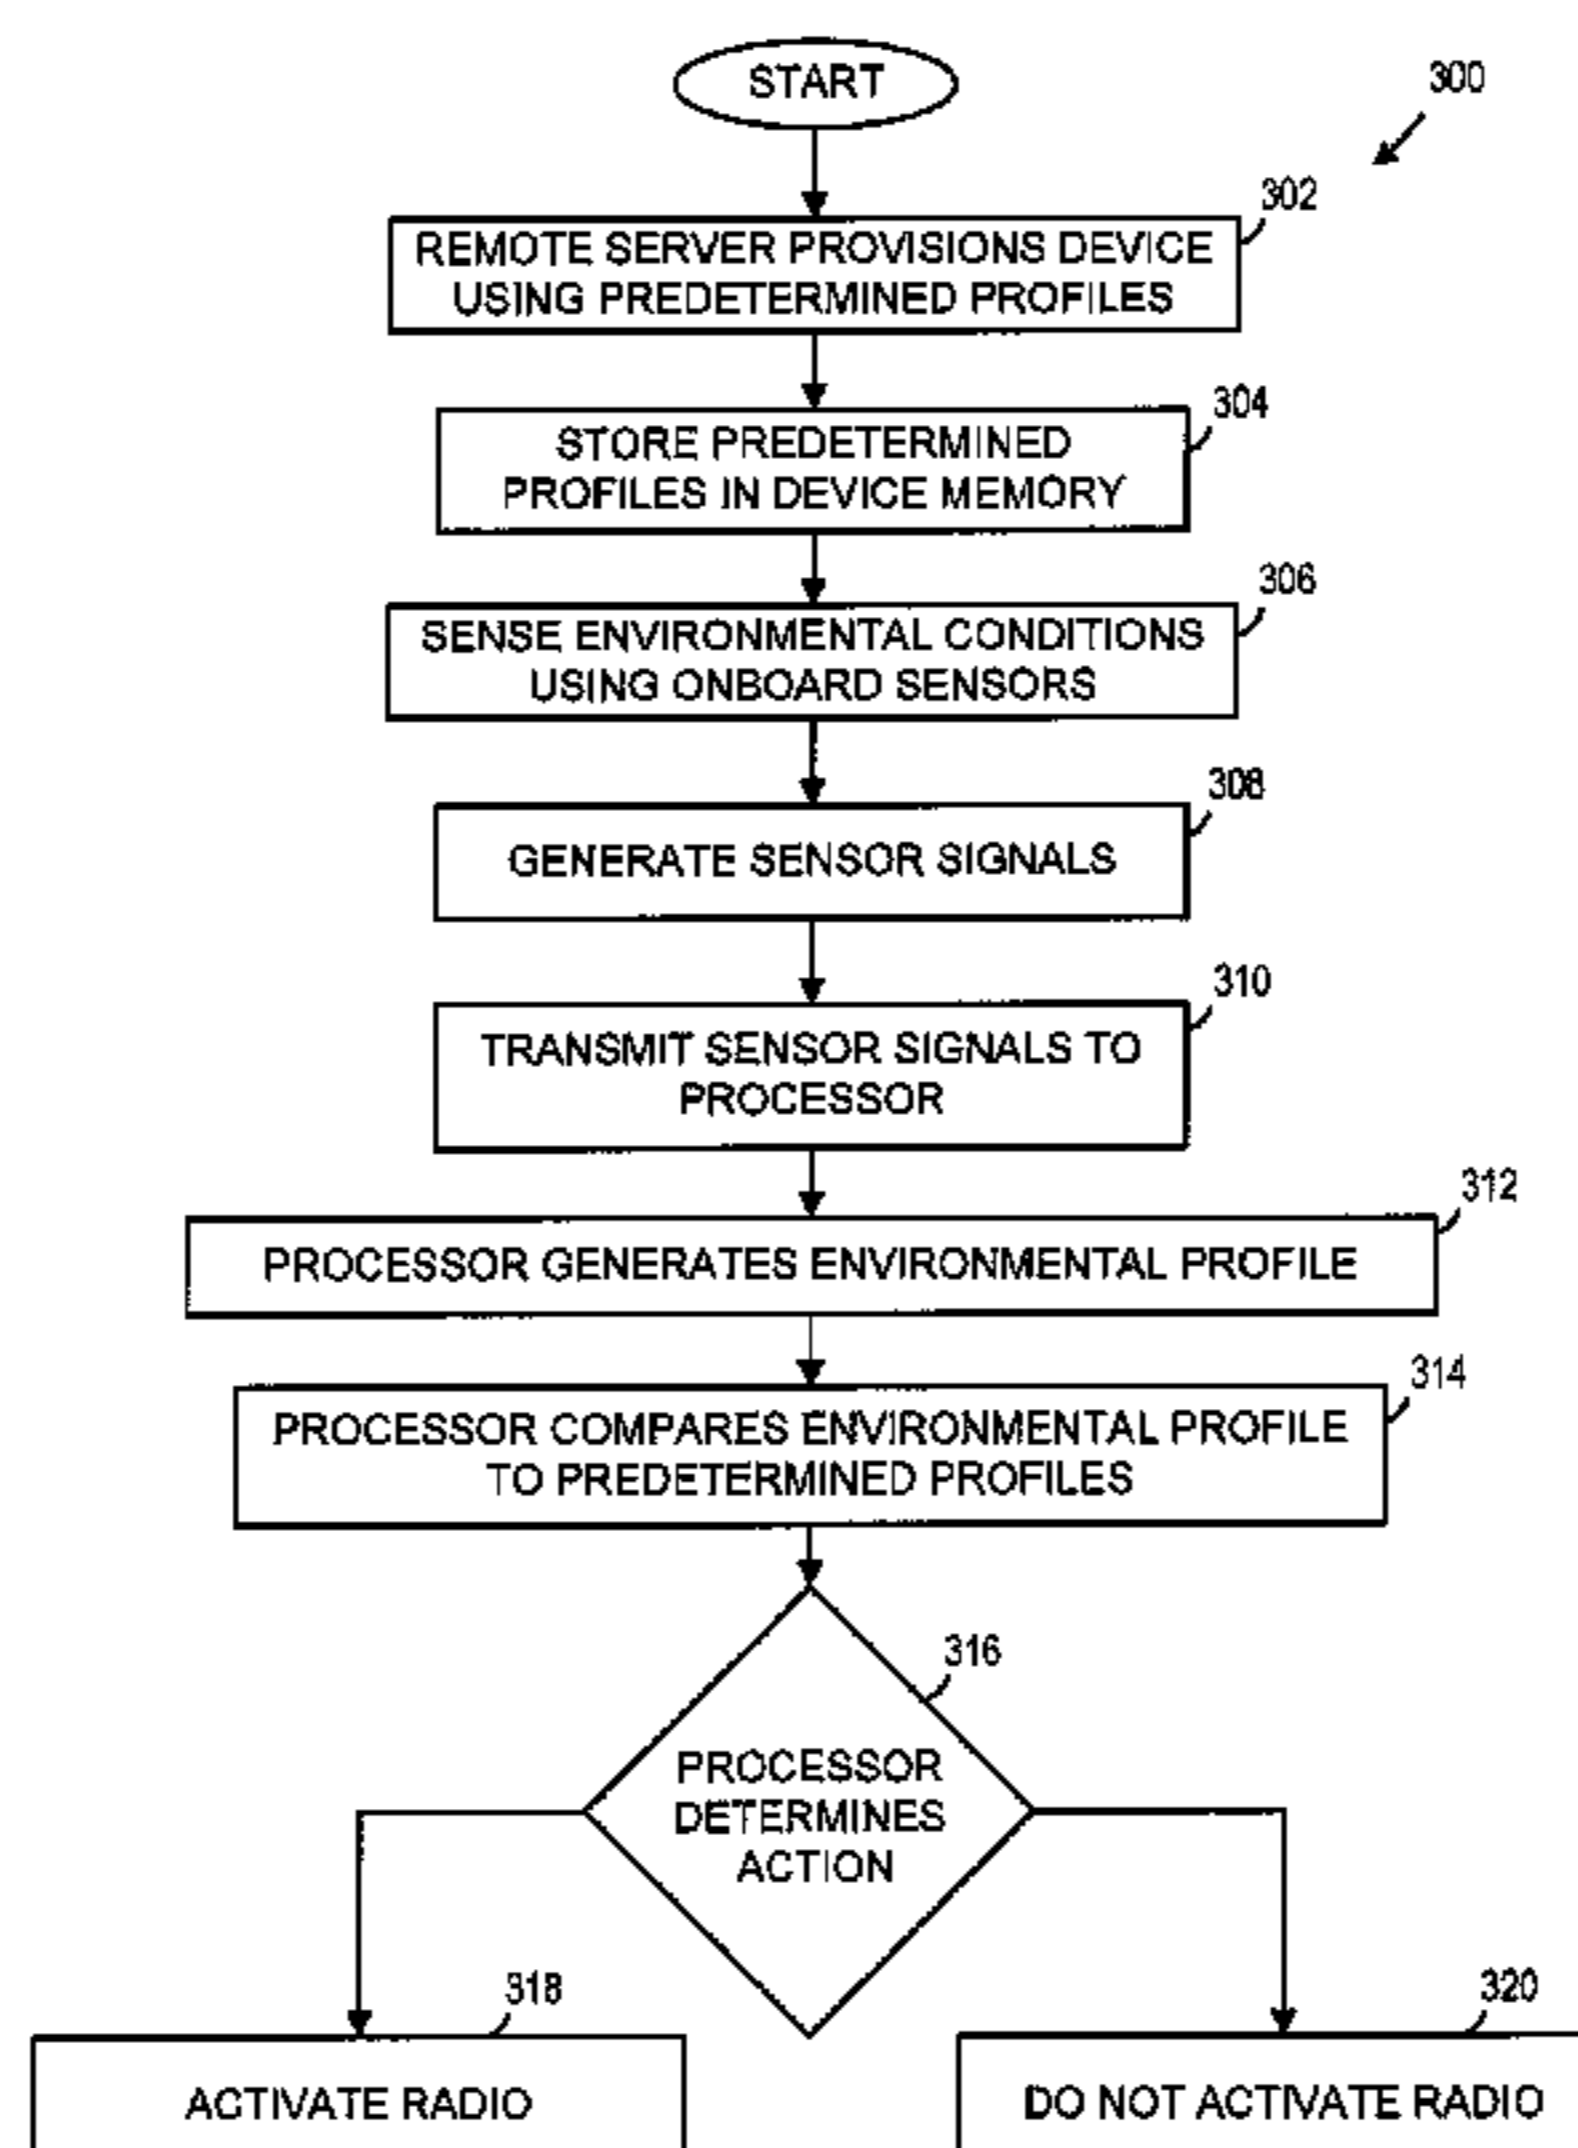 START
300
302
REMOTE SERVER PROVISIONS DEVICE
USING PREDETERMINED PROFILES
304
STORE PREDETERMINED
PROFILES IN DEVICE MEMORY
306
SENSE ENVIRONMENTAL CONDITIONS
USING ONBOARD SENSORS
308
GENERATE SENSOR SIGNALS
310
TRANSMIT SENSOR SIGNALS TO
PROCESSOR
312
PROCESSOR GENERATES ENVIRONMENTAL PROFILE
314
PROCESSOR COMPARES ENVIRONMENTAL PROFILE
TO PREDETERMINED PROFILES
316
PROCESSOR
DETERMINES
ACTION
318
ACTIVATE RADIO
320
DO NOT ACTIVATE RADIO